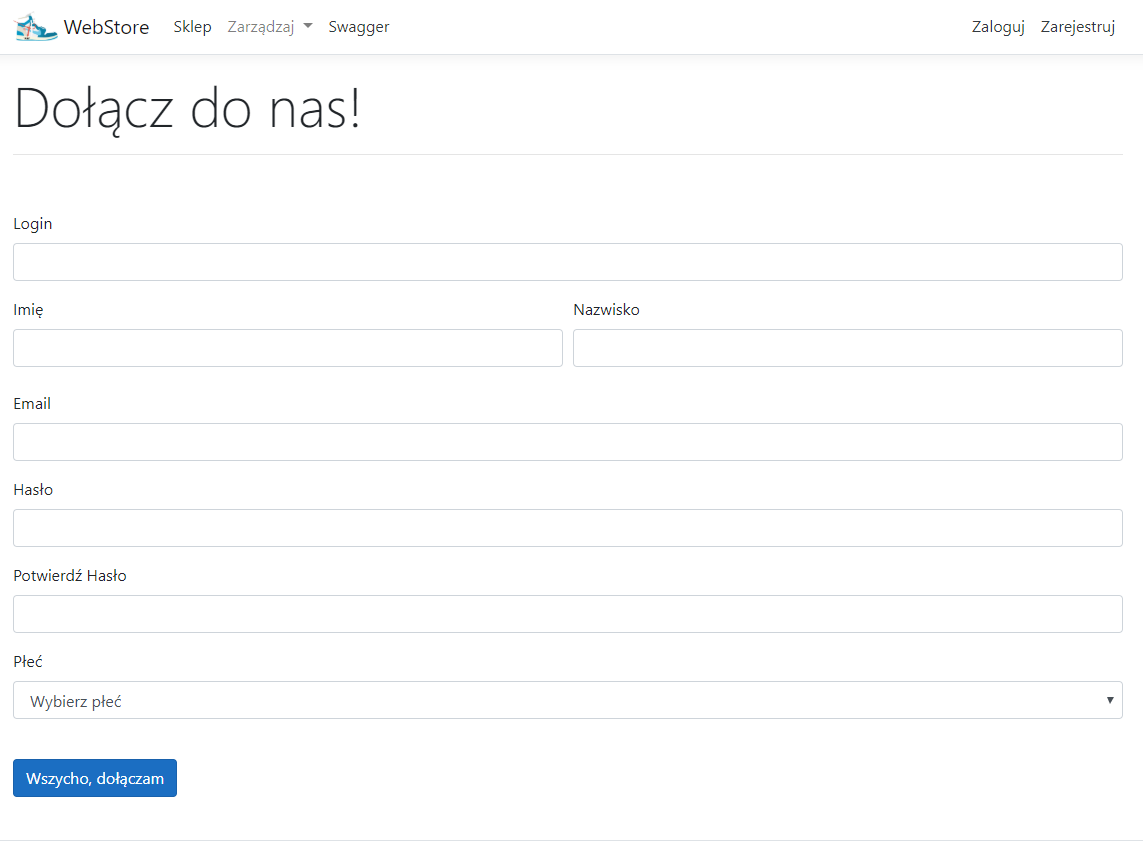 WebStore Sklep Zarządzaj Swagger Zaloguj Zarejestruj
Dołącz do nas!
Login
Imię Nazwisko
Email
Hasło
Potwierdź Hasło
Płeć
Wybierz płeć
Wszycho, dołączam